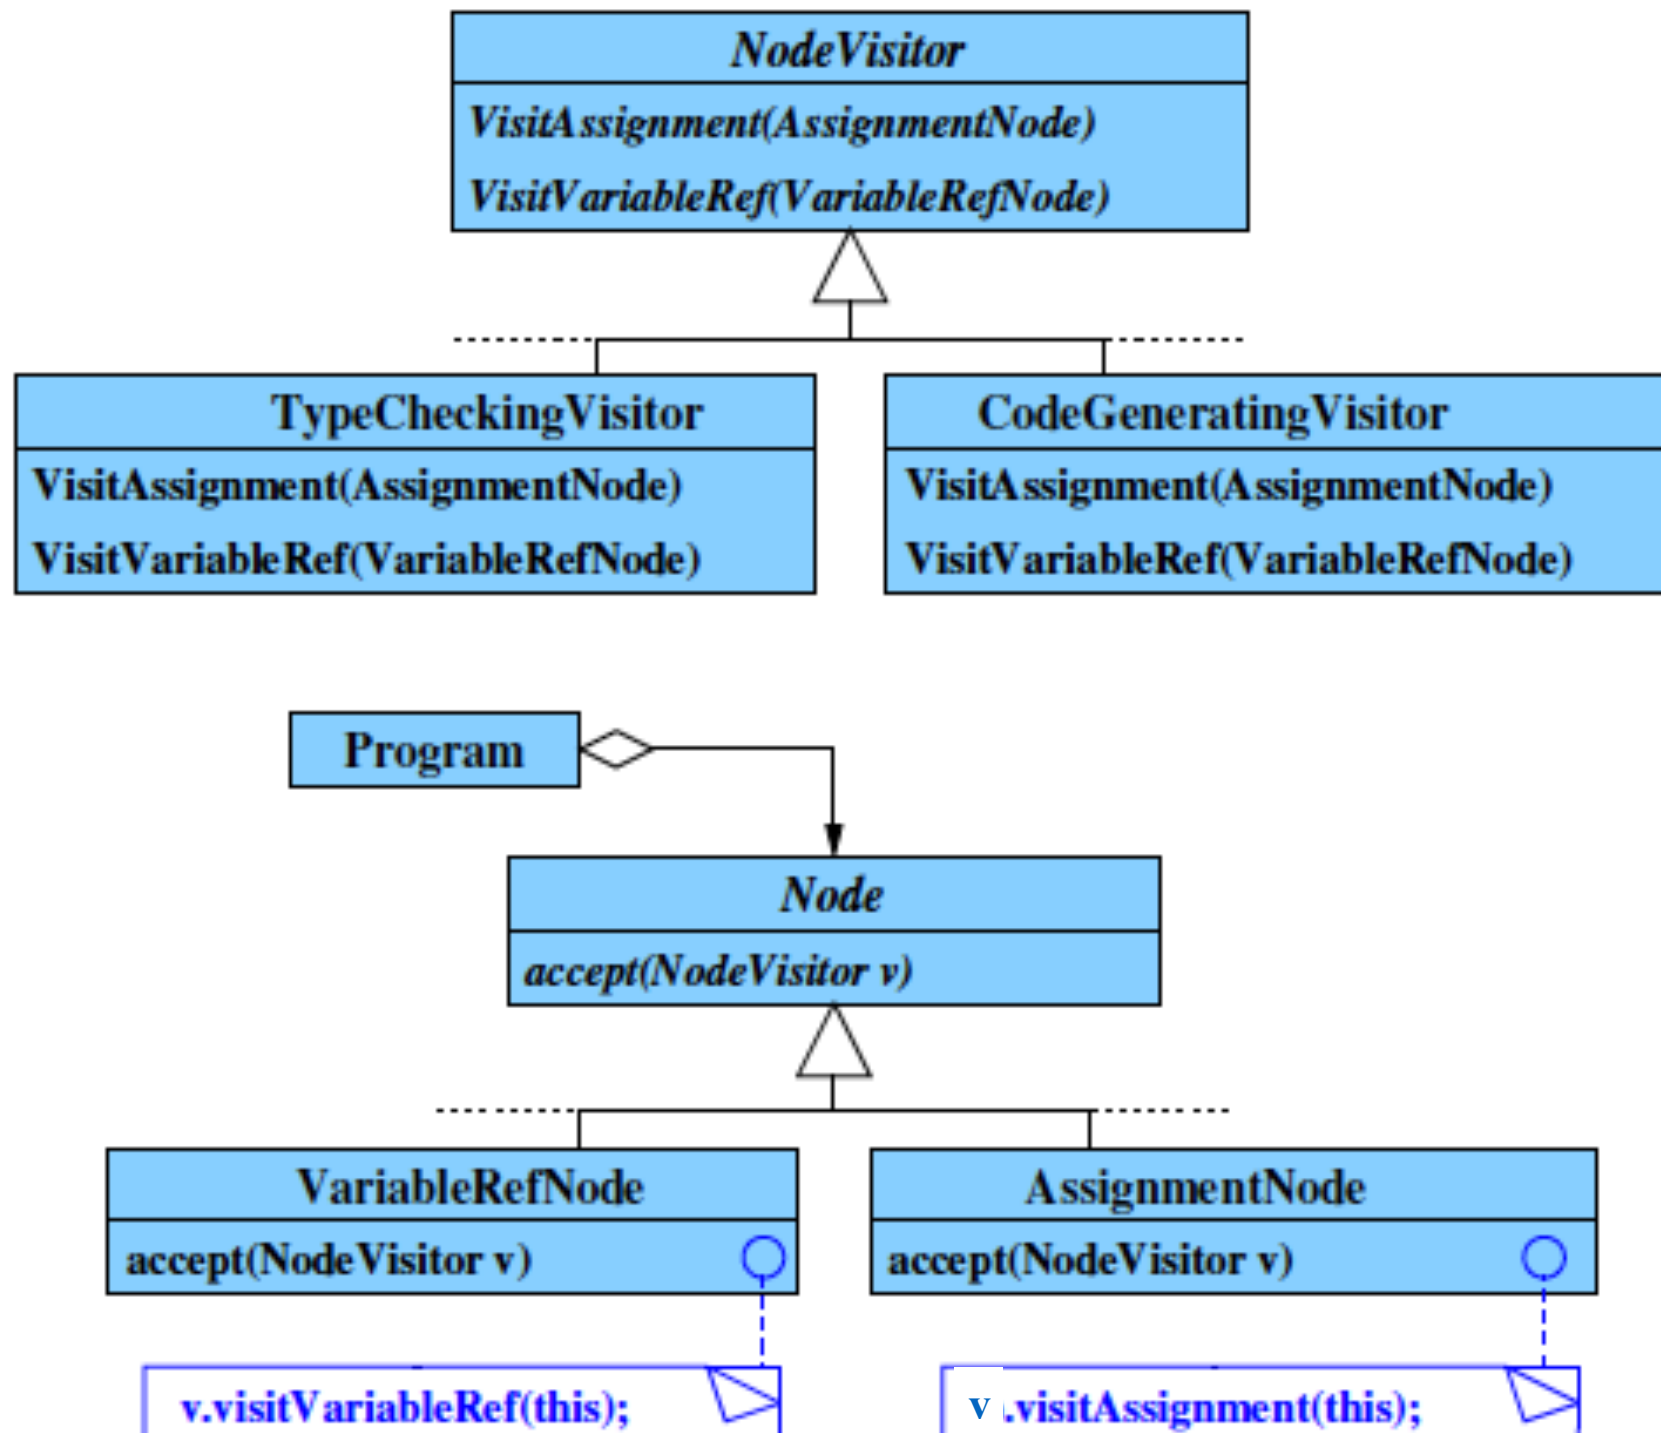 NodeVisitor
VisitAssignment(AssignmentNode)
VisitVariableRef(VariableRefNode)
TypeCheckingVisitor
VisitAssignment(AssignmentNode)
VisitVariableRef(VariableRefNode)
CodeGeneratingVisitor
VisitAssignment(AssignmentNode)
VisitVariableRef(VariableRefNode)
Program
Node
accept(NodeVisitor v)
VariableRefNode
accept(NodeVisitor v)
v.visitVariableRef(this);
AssignmentNode
accept(NodeVisitor v)
v.visitAssignment(this);